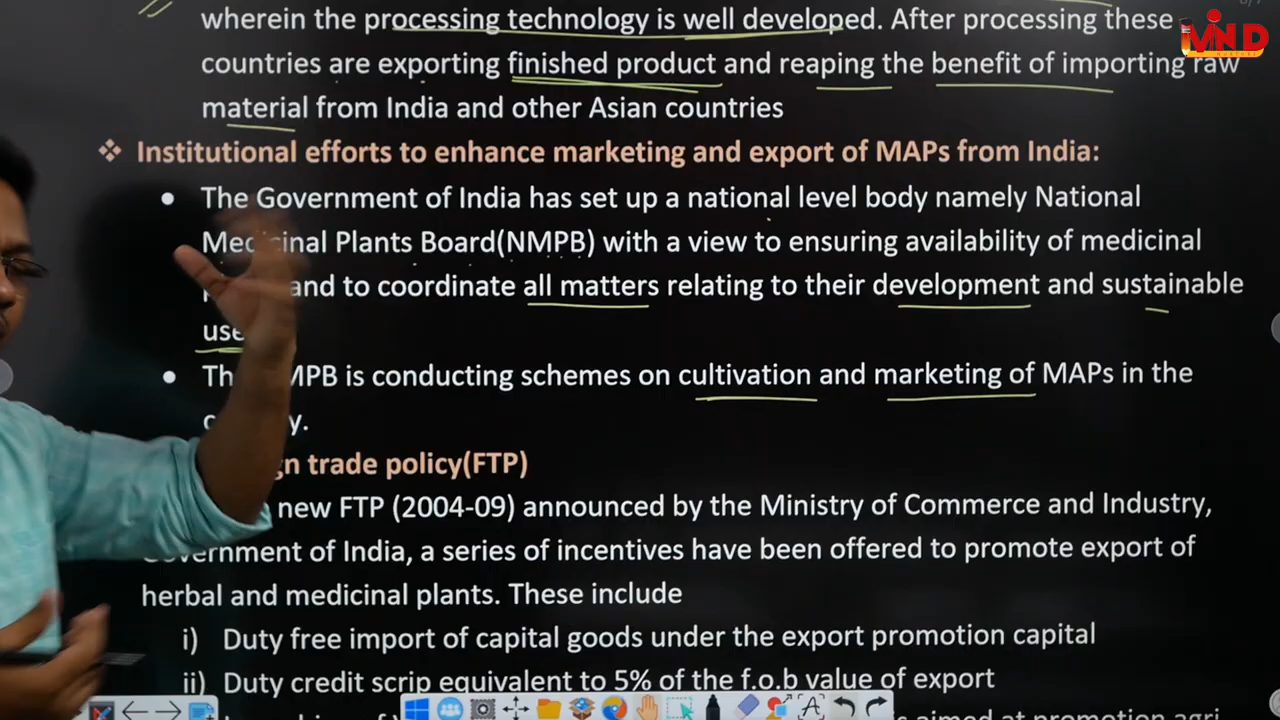 wherein the processing technology is well developed. After processing these
countries are exporting finished product and reaping the benefit of importing raw
material from India and other Asian countries
❖ Institutional efforts to enhance marketing and export of MAPs from India:
• The Government of India has set up a national level body namely National
Medicinal Plants Board(NMPB) with a view to ensuring availability of medicinal
and to coordinate all matters relating to their development and sustainable
use
• The NMPB is conducting schemes on cultivation and marketing of MAPs in the
trade policy(FTP)
new FTP (2004-09) announced by the Ministry of Commerce and Industry,
Government of India, a series of incentives have been offered to promote export of
herbal and medicinal plants. These include
i) Duty free import of capital goods under the export promotion capital
ii) Duty credit scrip equivalent to 5% of the f.o.b value of export
MIND